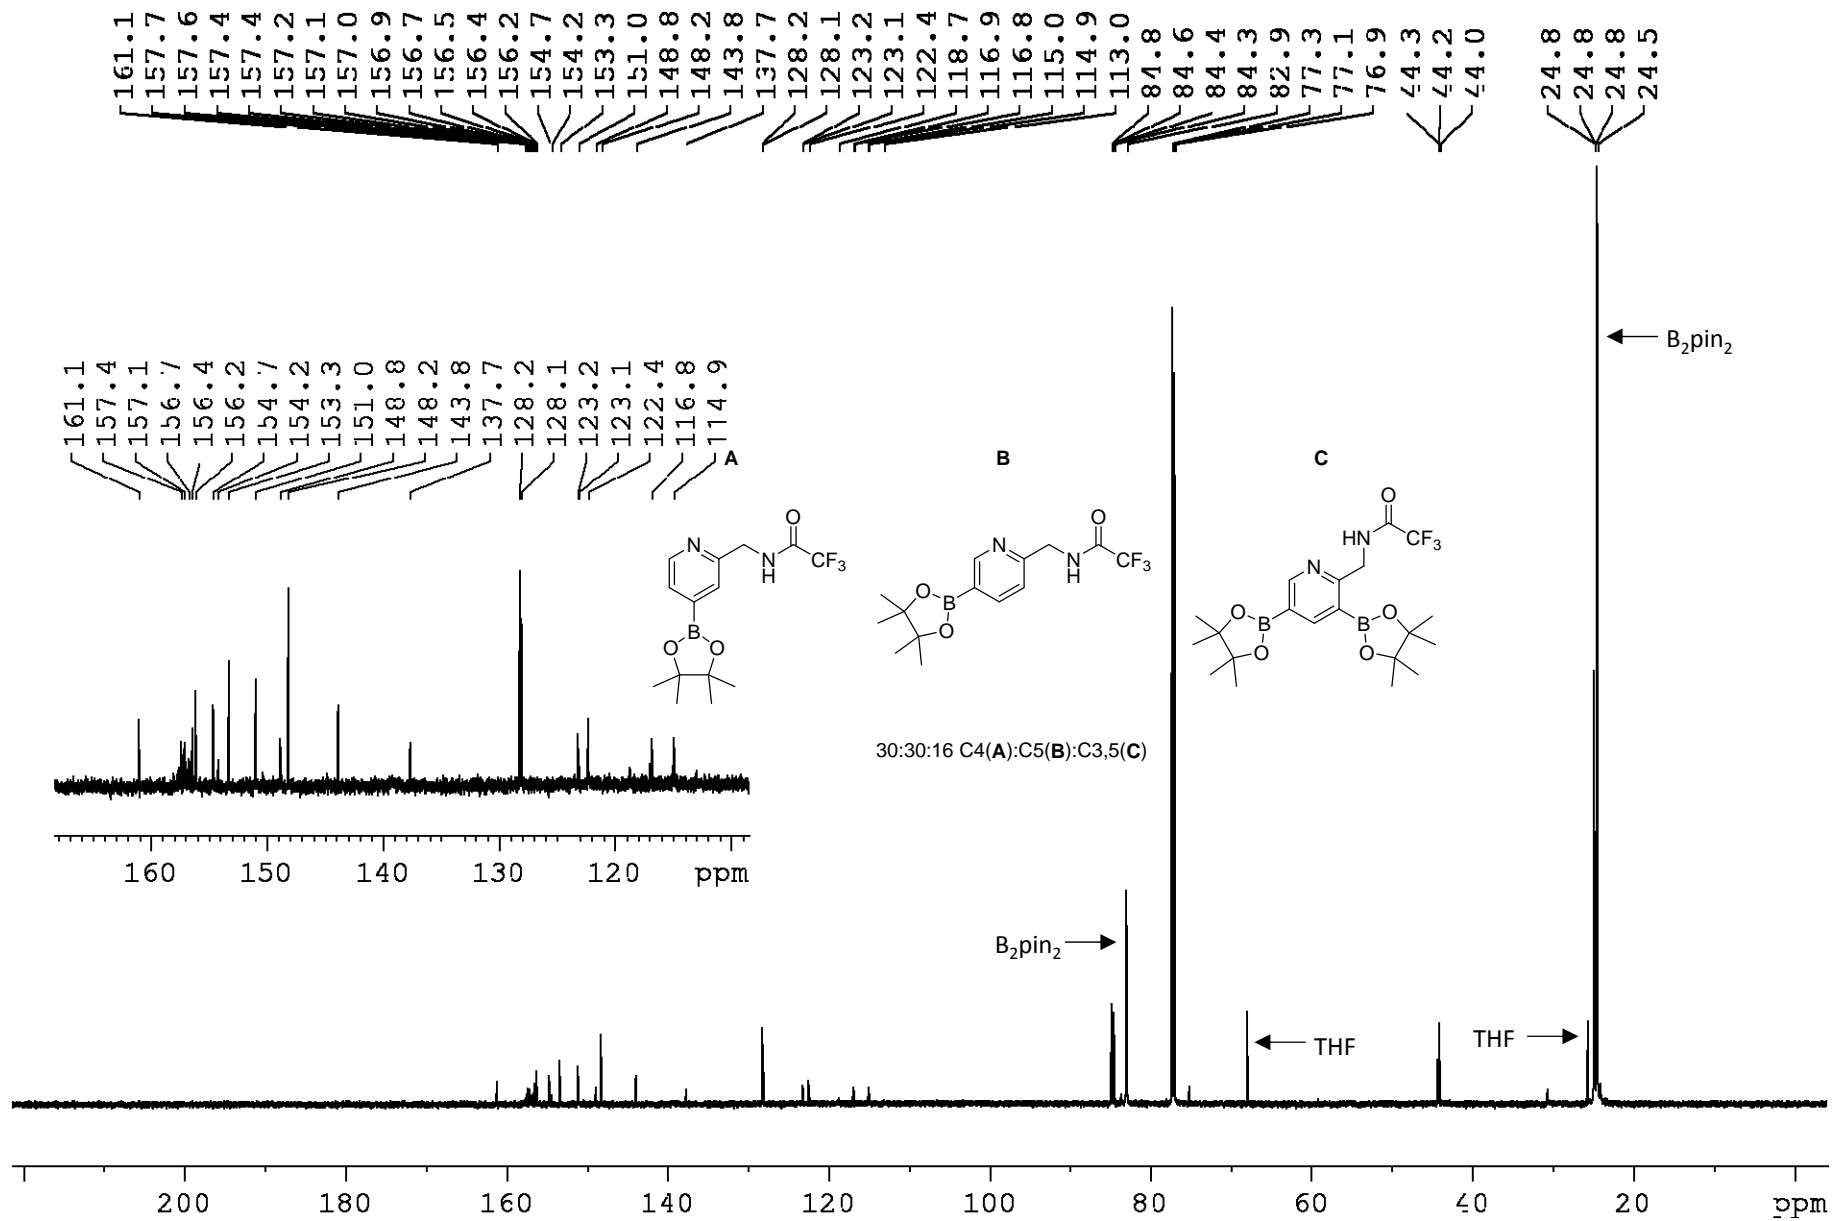 161.1 157.7 157.6 157.4 157.4 157.2 157.1 157.0 156.9 156.7 156.5 156.4 156.2 154.7 154.2 153.3 151.0 148.8 148.2 143.8 137.7 128.2 128.1 123.2 123.1 122.4 118.7 116.9 116.8 115.0 114.9 113.0 84.8 84.6 84.4 84.3 82.9 77.3 77.1 76.9 44.3 44.2 44.0 24.8 24.8 24.8 24.5
B2pin2
161.1 157.4 157.1 156.7 156.4 156.2 154.7 154.2 153.3 151.0 148.8 148.2 143.8 137.7 128.2 128.1 123.2 123.1 122.4 116.8 114.9
A B C
O
N
N
H
CF3
B
O O
O
N
N
H
CF3
O
B
O
O
HN
CF3
N
O
B
O
B
O
O
30:30:16 C4(A):C5(B):C3,5(C)
160 150 140 130 120 ppm
B2pin2
THF
THF
200 180 160 140 120 100 80 60 40 20 ppm